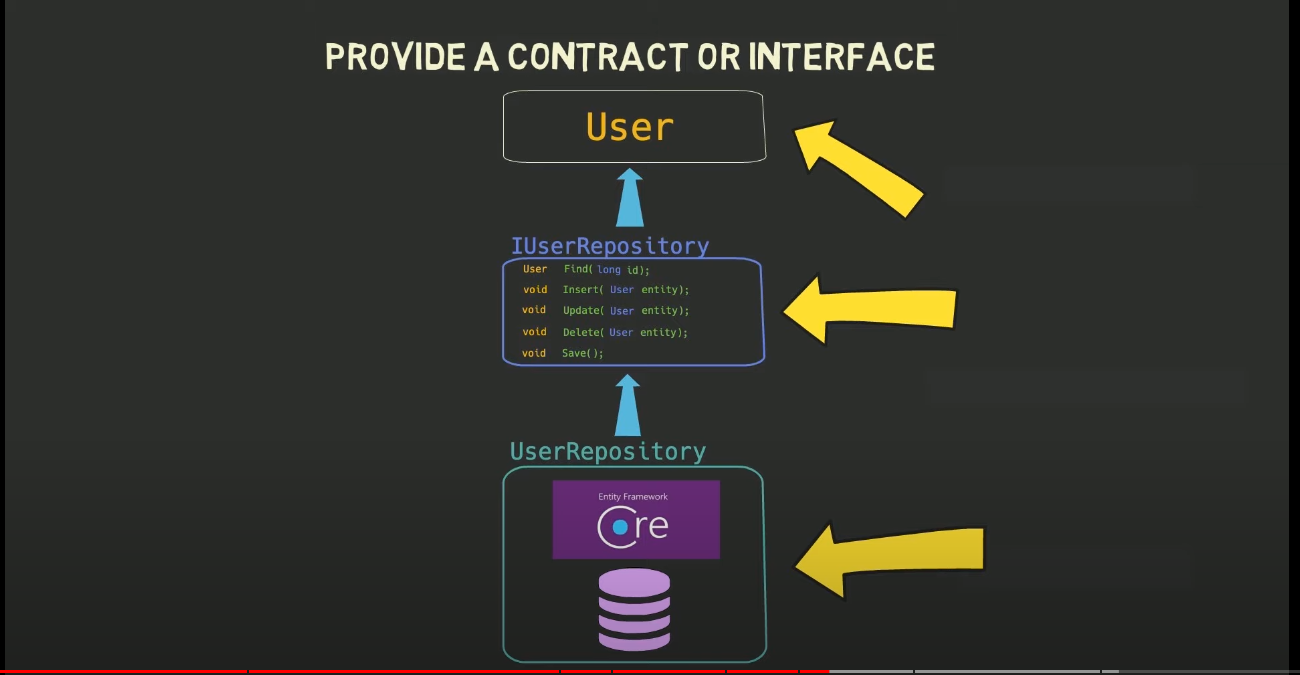 PROVIDE A CONTRACT OR INTERFACE
User
IUserRepository
User Find( long id);
void Insert( User entity);
void Update( User entity);
void Delete( User entity);
void Save();
UserRepository
Entity Framework
Core